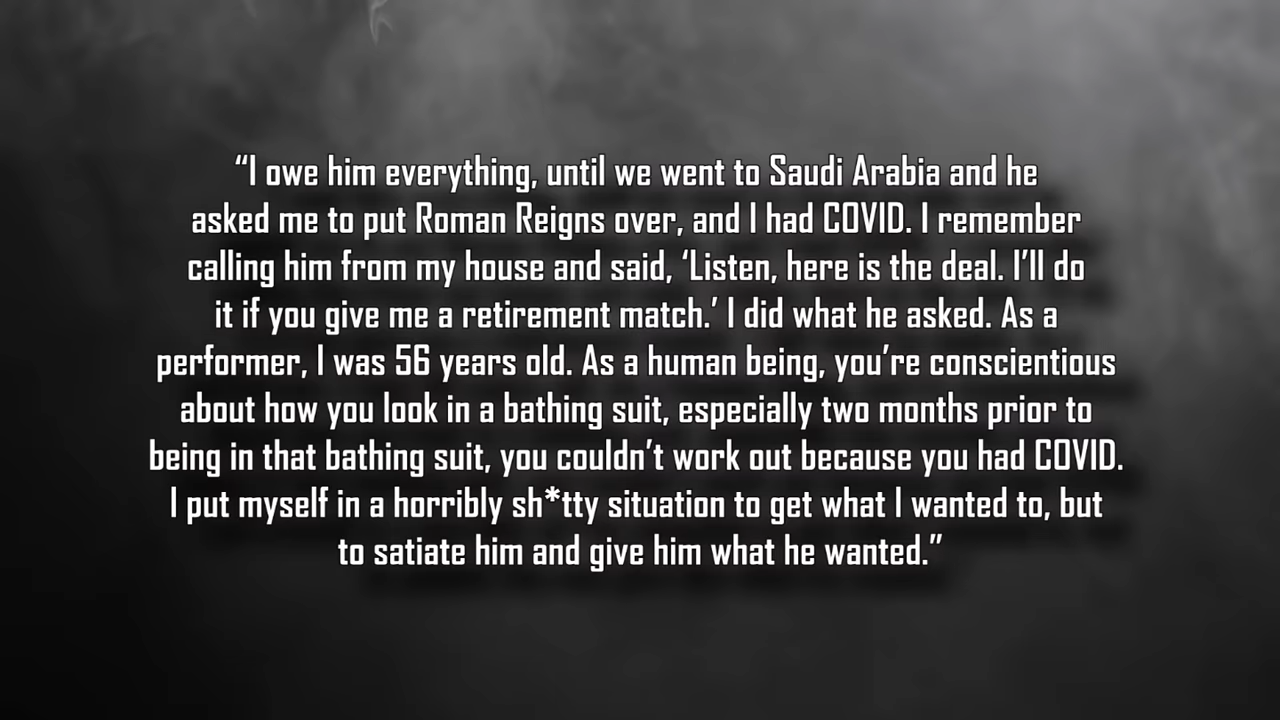 “I owe him everything, until we went to Saudi Arabia and he
asked me to put Roman Reigns over, and I had COVID. I remember
calling him from my house and said, ‘Listen, here is the deal. I’ll do
it if you give me a retirement match.’ I did what he asked. As a
performer, I was 56 years old. As a human being, you’re conscientious
about how you look in a bathing suit, especially two months prior to
being in that bathing suit, you couldn’t work out because you had COVID.
I put myself in a horribly sh*tty situation to get what I wanted to, but
to satiate him and give him what he wanted.”